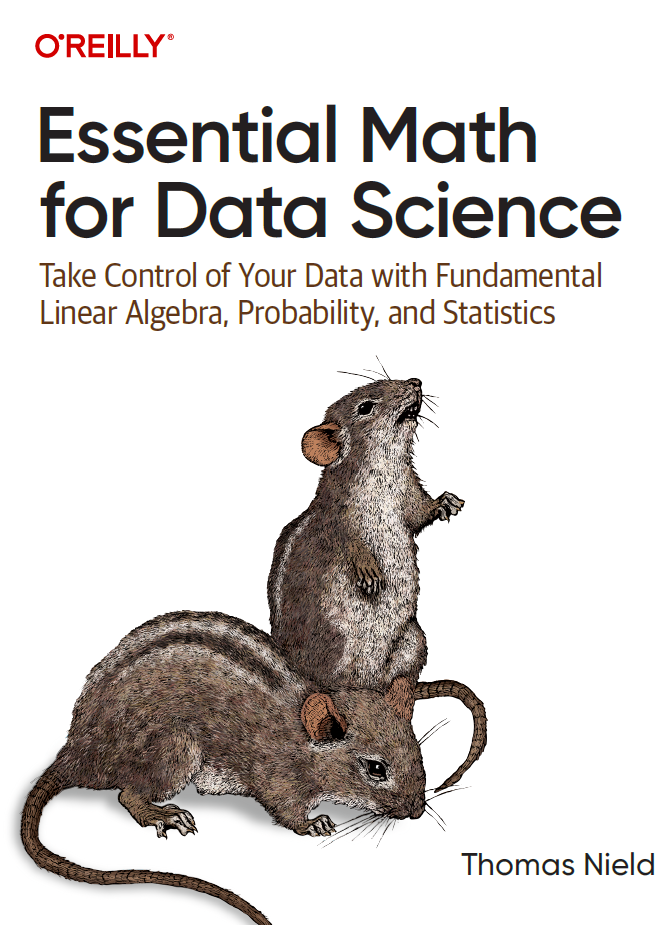 O'REILLY®
Essential Math
for Data Science
Take Control of Your Data with Fundamental
Linear Algebra, Probability, and Statistics
Thomas Nield